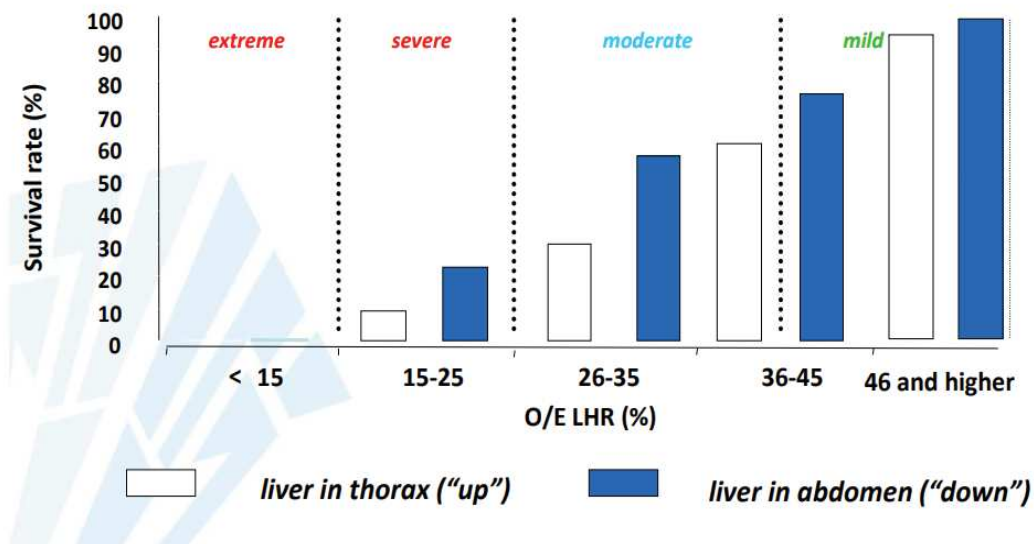 Survival rate (%)
100
90
80
70
60
50
40
30
20
10
0
extreme
severe
moderate
mild
< 15
15-25
26-35
36-45
46 and higher
O/E LHR (%)
liver in thorax (“up”)
liver in abdomen (“down”)